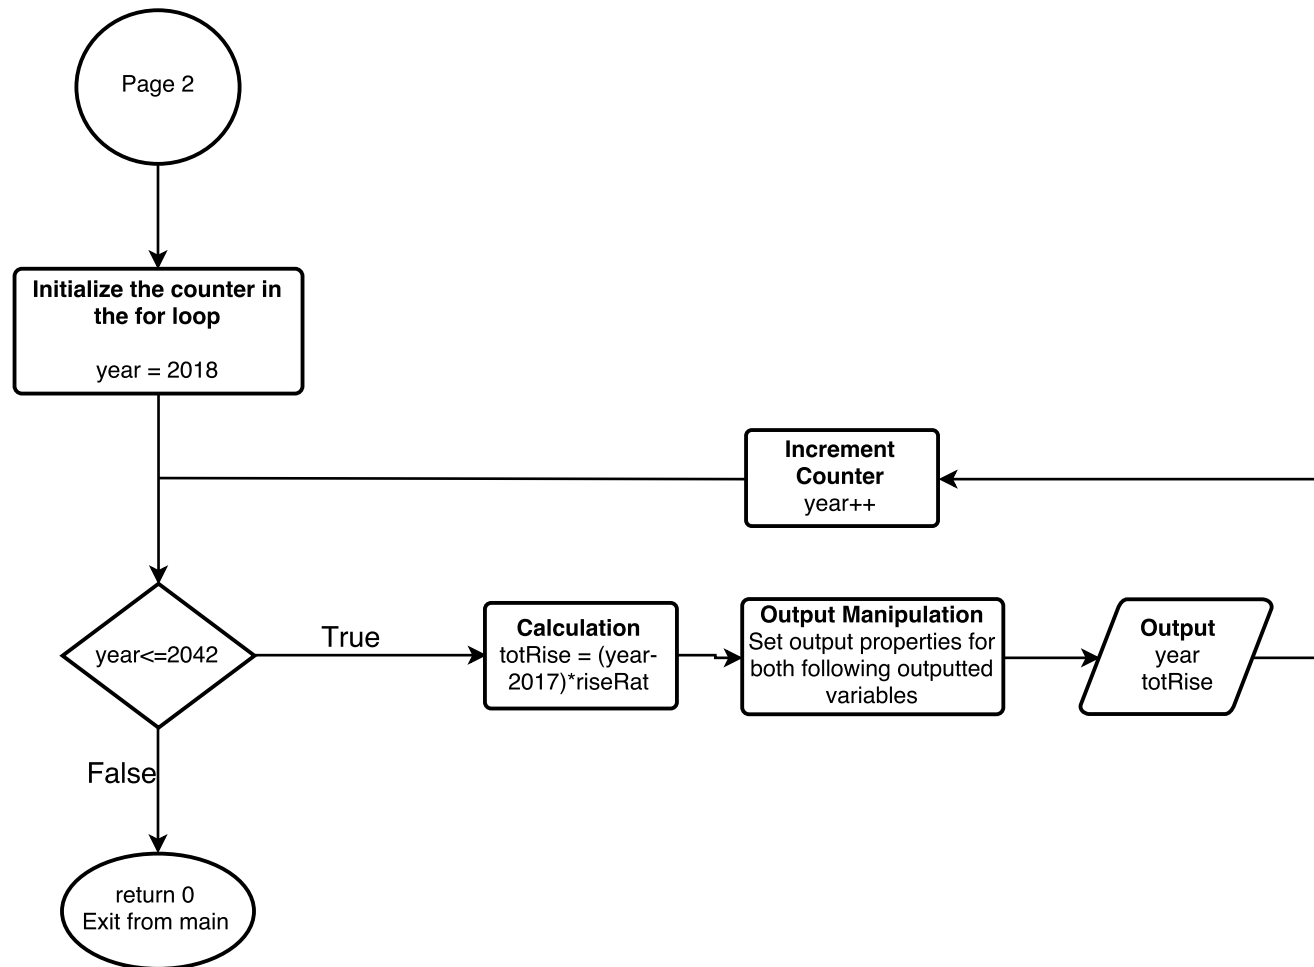 Page 2
Initialize the counter in
the for loop
year = 2018
Increment
Counter
year++
year<=2042
True
Calculation
totRise = (year-
2017)*riseRat
Output Manipulation
Set output properties for
both following outputted
variables
Output
year
totRise
False
return 0
Exit from main